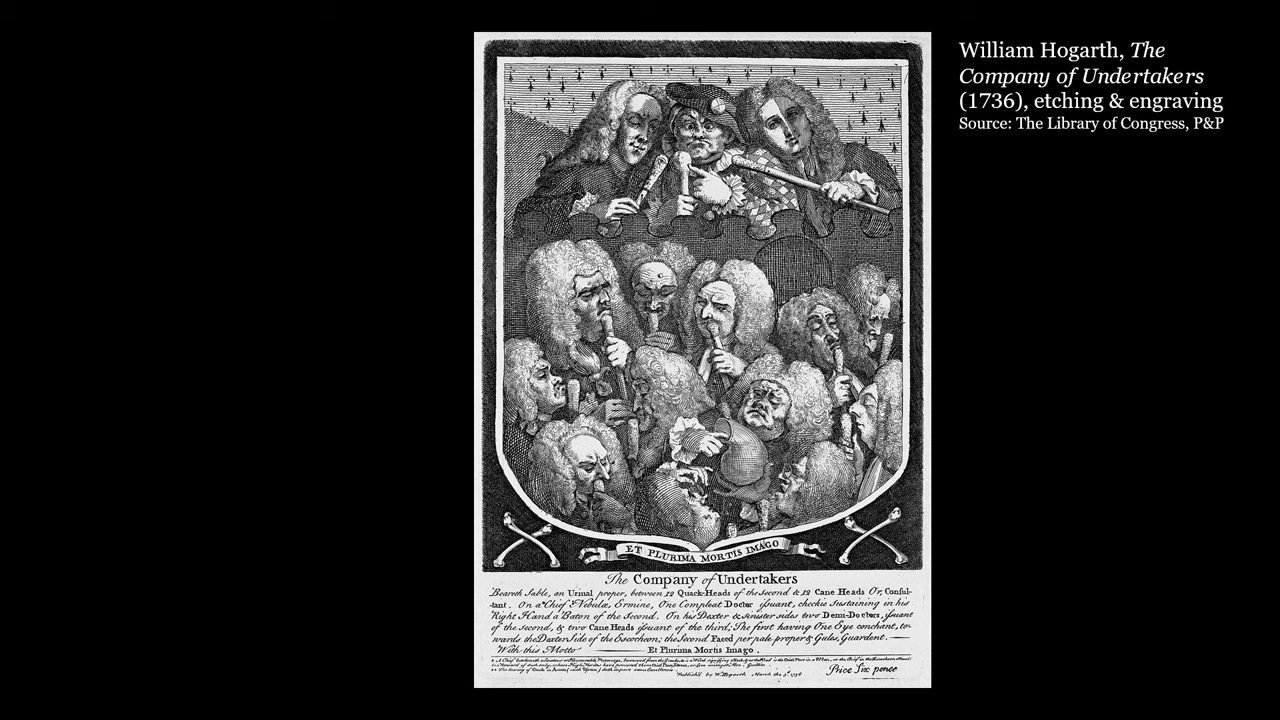 William Hogarth, The
Company of Undertakers
(1736), etching & engraving
Source: The Library of Congress, P&P
ET PLURIMA MORTIS IMAGO
The Company of Undertakers
Beareth Sable, an Urinal proper, between 12 Quack-Heads of the Second & 12 Cane Heads Or, Consul-
-tant. On a Chief Nebulæ, Ermine, One Compleat Doctor issuant, checkie Sustaining in his
Right Hand a Baton of the Second. On his Dexter & Sinister sides two Demi-Doctors, issuant
of the Second, & two Cane Heads issuant of the third; The first having One Eye conchant, to-
wards the Dexter Side of the Escocheon; the Second Faced per pale proper & Gules, Guardent.
With this Motto Et Plurima Mortis Imago.
Price Six pence
Publish'd by W. Hogarth March the 3d 1736